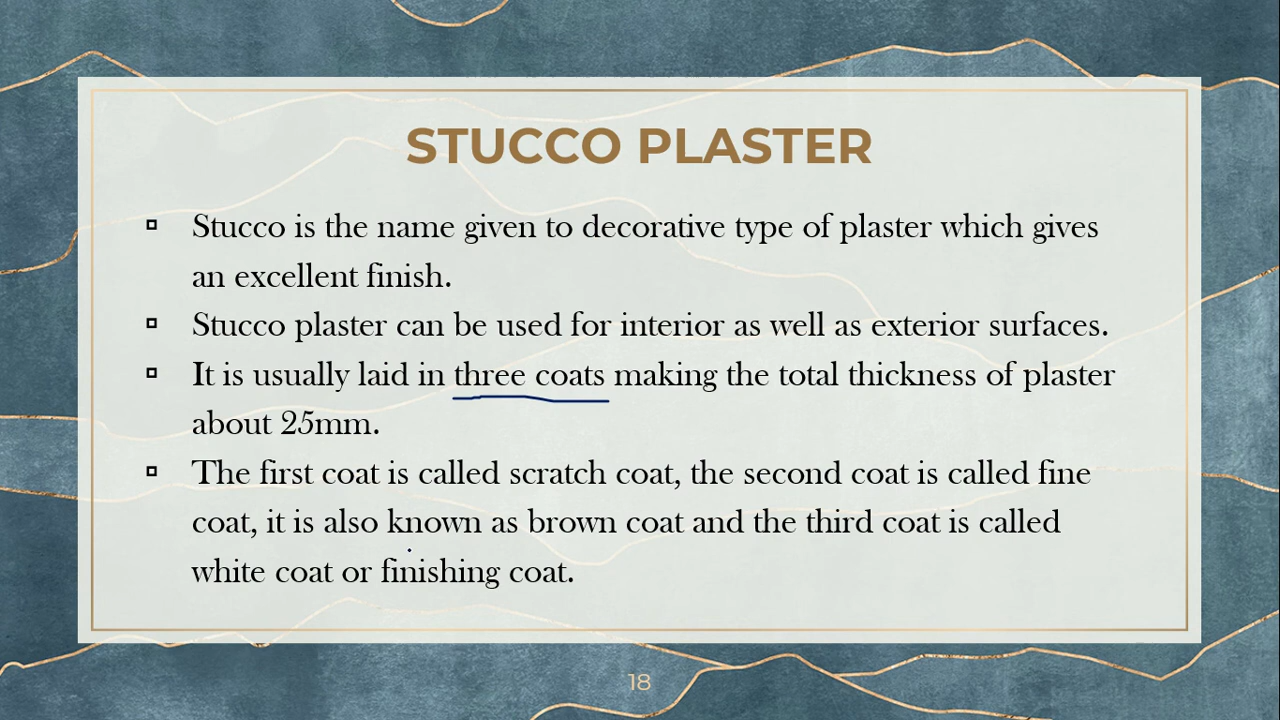 STUCCO PLASTER
▫ Stucco is the name given to decorative type of plaster which gives
an excellent finish.
▫ Stucco plaster can be used for interior as well as exterior surfaces.
▫ It is usually laid in three coats making the total thickness of plaster
about 25mm.
▫ The first coat is called scratch coat, the second coat is called fine
coat, it is also known as brown coat and the third coat is called
white coat or finishing coat.
18